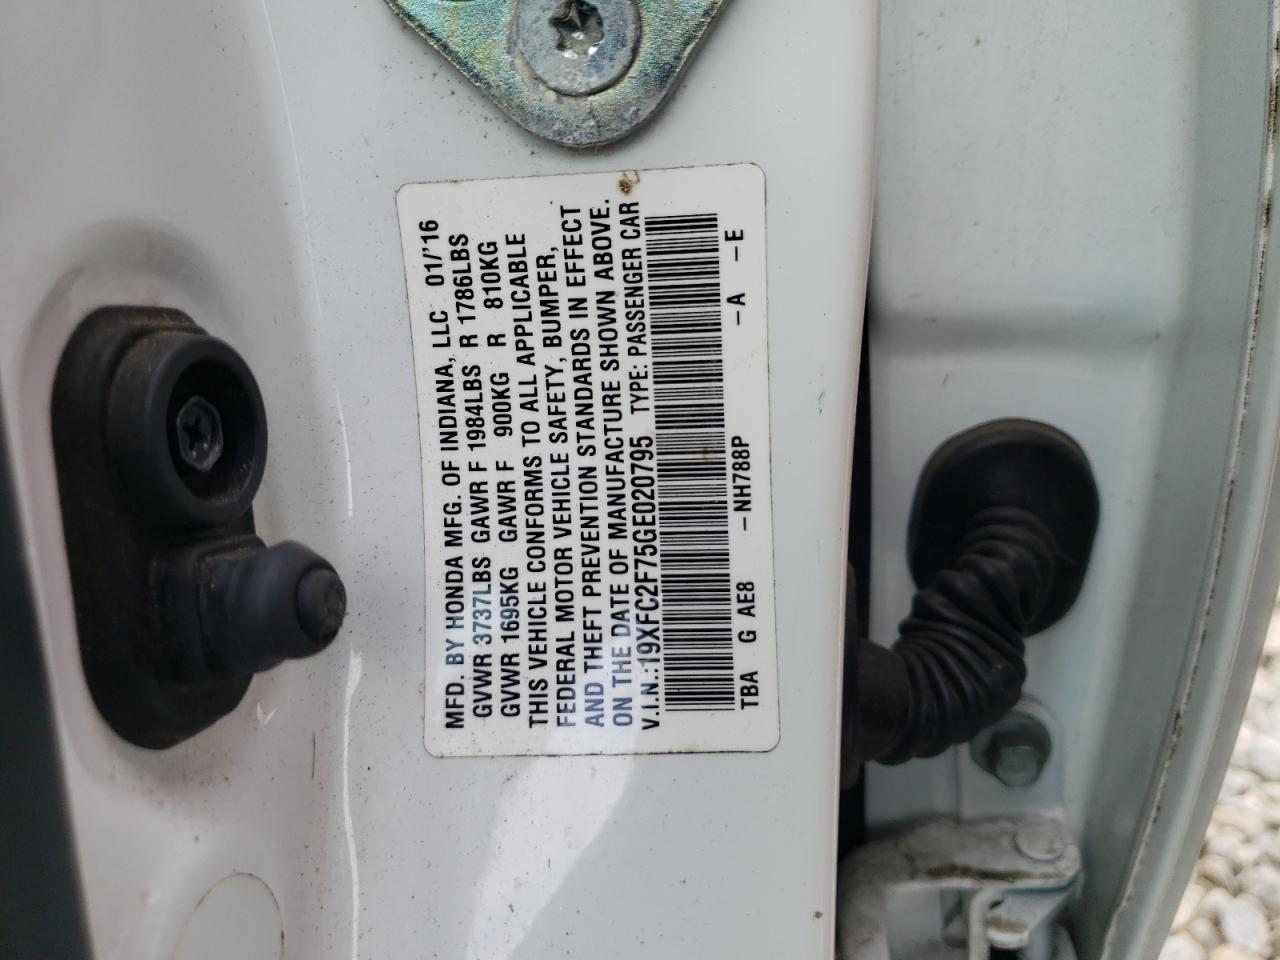 MFD. BY HONDA MFG. OF INDIANA, LLC 01/'16
GVWR 3737LBS GAWR F 1984LBS R 1786LBS
GVWR 1695KG GAWR F 900KG R 810KG
THIS VEHICLE CONFORMS TO ALL APPLICABLE
FEDERAL MOTOR VEHICLE SAFETY, BUMPER,
AND THEFT PREVENTION STANDARDS IN EFFECT
ON THE DATE OF MANUFACTURE SHOWN ABOVE.
V.I.N.:19XFC2F75GE020795 TYPE: PASSENGER CAR
TBA G AE8 -NH788P -A -E